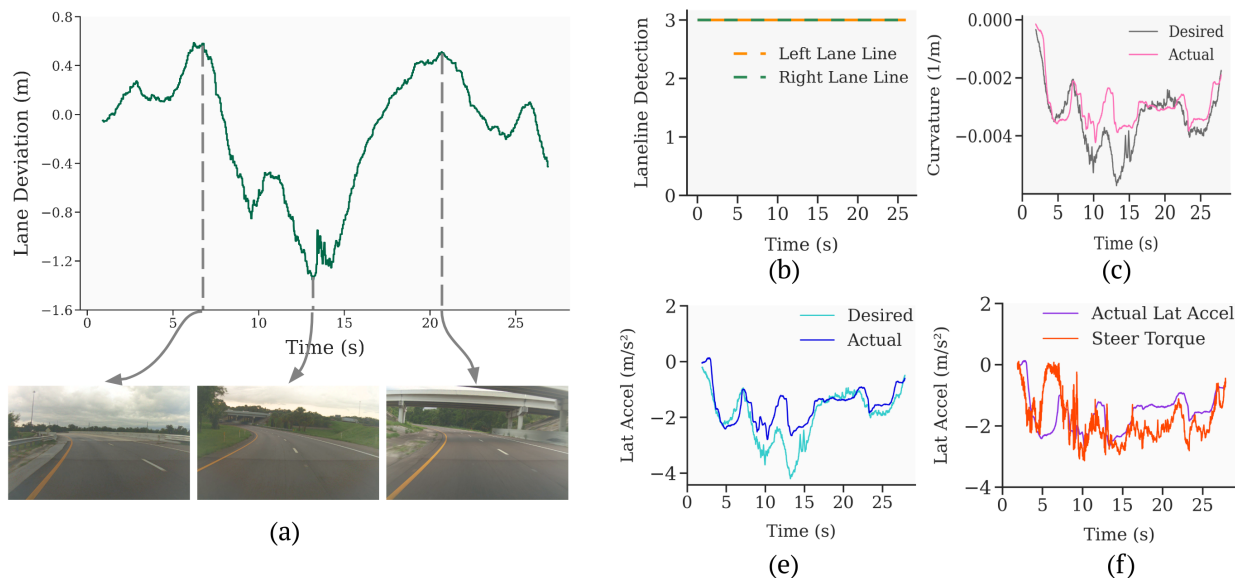 0.8
0.4
0.0
−0.4
−0.8
−1.2
−1.6
Lane Deviation (m)
0
5
10
15
20
25
Time (s)
(a)
3
2
1
0
Laneline Detection
Left Lane Line
Right Lane Line
0 5 10 15 20 25
Time (s)
(b)
0.000
−0.002
−0.004
Curvature (1/m)
Desired
Actual
0 5 10 15 20 25
Time (s)
(c)
2
0
−2
−4
Lat Accel (m/s²)
Desired
Actual
0 5 10 15 20 25
Time (s)
(e)
2
0
−2
−4
Lat Accel (m/s²)
Actual Lat Accel
Steer Torque
0 5 10 15 20 25
Time (s)
(f)